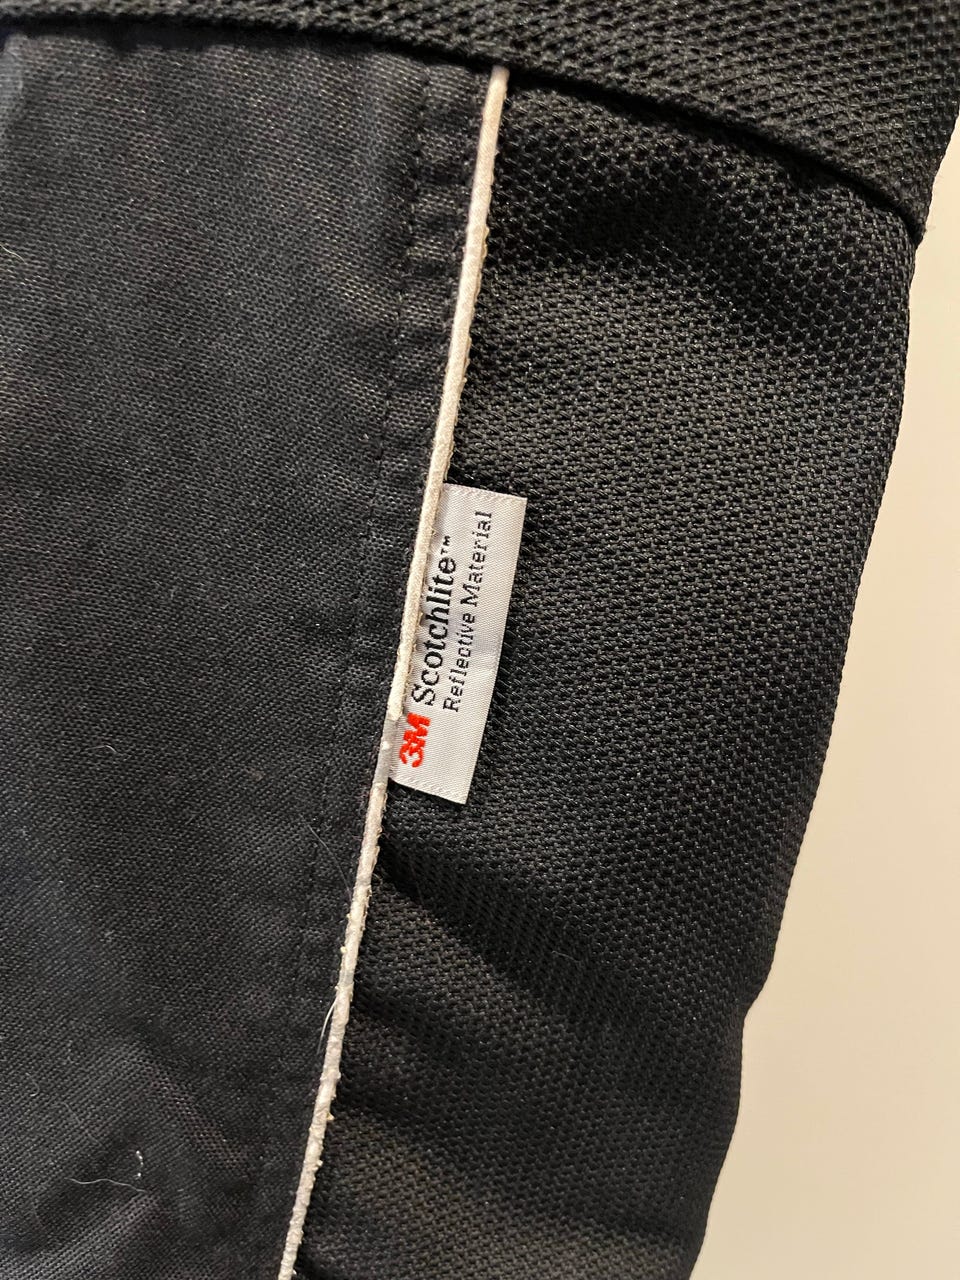 3M Scotchlite™
Reflective Material